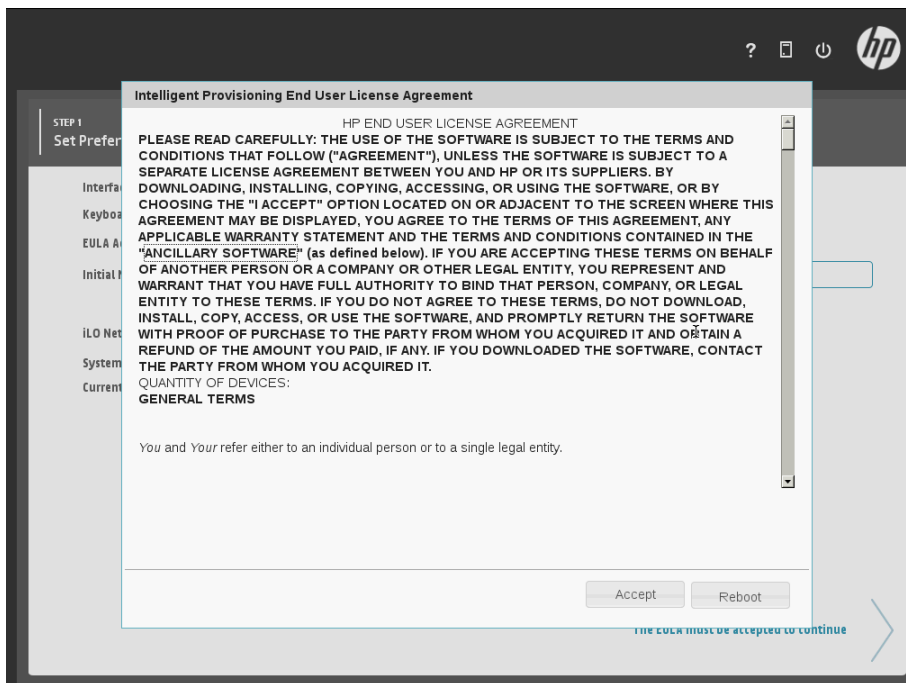 ?
hp
Intelligent Provisioning End User License Agreement
STEP 1
Set Prefer
HP END USER LICENSE AGREEMENT
PLEASE READ CAREFULLY: THE USE OF THE SOFTWARE IS SUBJECT TO THE TERMS AND
CONDITIONS THAT FOLLOW ("AGREEMENT"), UNLESS THE SOFTWARE IS SUBJECT TO A
SEPARATE LICENSE AGREEMENT BETWEEN YOU AND HP OR ITS SUPPLIERS. BY
DOWNLOADING, INSTALLING, COPYING, ACCESSING, OR USING THE SOFTWARE, OR BY
CHOOSING THE "I ACCEPT" OPTION LOCATED ON OR ADJACENT TO THE SCREEN WHERE THIS
AGREEMENT MAY BE DISPLAYED, YOU AGREE TO THE TERMS OF THIS AGREEMENT, ANY
APPLICABLE WARRANTY STATEMENT AND THE TERMS AND CONDITIONS CONTAINED IN THE
"ANCILLARY SOFTWARE" (as defined below). IF YOU ARE ACCEPTING THESE TERMS ON BEHALF
OF ANOTHER PERSON OR A COMPANY OR OTHER LEGAL ENTITY, YOU REPRESENT AND
WARRANT THAT YOU HAVE FULL AUTHORITY TO BIND THAT PERSON, COMPANY, OR LEGAL
ENTITY TO THESE TERMS. IF YOU DO NOT AGREE TO THESE TERMS, DO NOT DOWNLOAD,
INSTALL, COPY, ACCESS, OR USE THE SOFTWARE, AND PROMPTLY RETURN THE SOFTWARE
WITH PROOF OF PURCHASE TO THE PARTY FROM WHOM YOU ACQUIRED IT AND OBTAIN A
REFUND OF THE AMOUNT YOU PAID, IF ANY. IF YOU DOWNLOADED THE SOFTWARE, CONTACT
THE PARTY FROM WHOM YOU ACQUIRED IT.
QUANTITY OF DEVICES:
GENERAL TERMS
You and Your refer either to an individual person or to a single legal entity.
Interfa
Keyboa
EULA A
Initial
iLO Net
System
Current
Accept
Reboot
The EULA must be accepted to continue